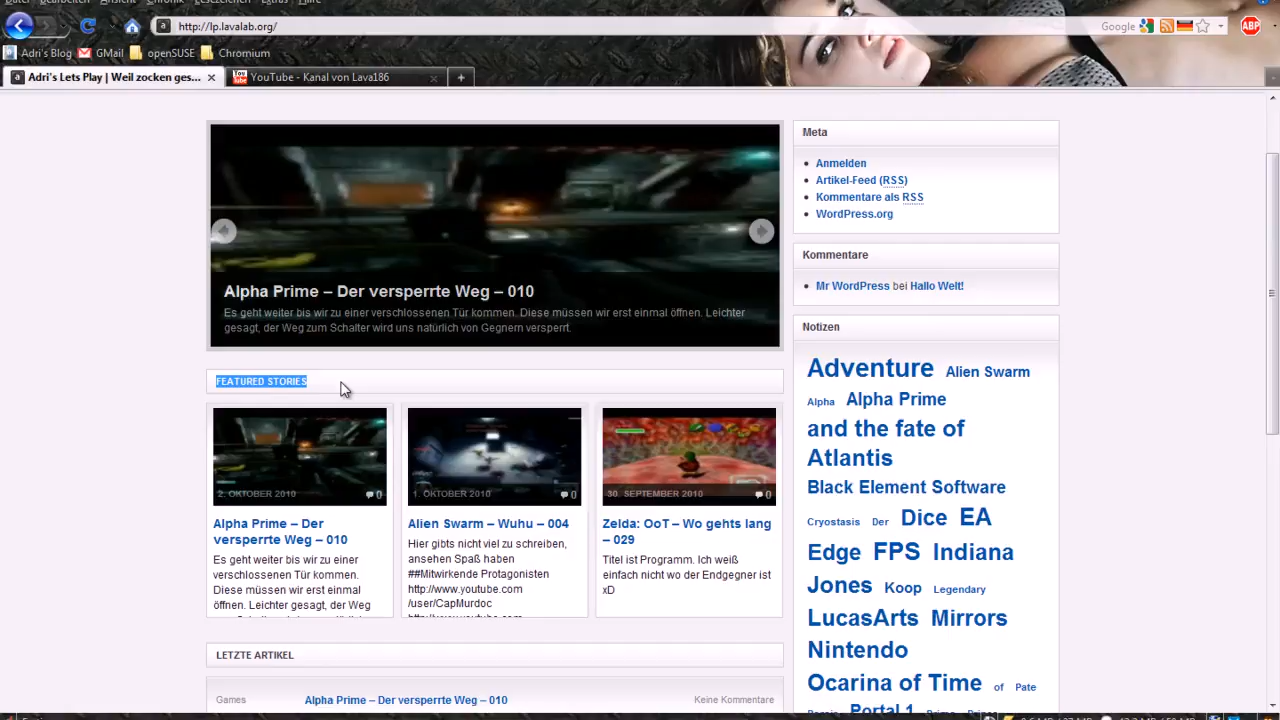 http://lp.lavalab.org/
Google
ABP
Adri's Blog
GMail
openSUSE
Chromium
Adri's Lets Play | Weil zocken ges...
YouTube - Kanal von Lava186
Alpha Prime – Der versperrte Weg – 010
Es geht weiter bis wir zu einer verschlossenen Tür kommen. Diese müssen wir erst einmal öffnen. Leichter
gesagt, der Weg zum Schalter wird uns natürlich von Gegnern versperrt.
FEATURED STORIES
2. OKTOBER 2010
0
Alpha Prime – Der
versperrte Weg – 010
Es geht weiter bis wir zu einer
verschlossenen Tür kommen.
Diese müssen wir erst einmal
öffnen. Leichter gesagt, der Weg
1. OKTOBER 2010
0
Alien Swarm – Wuhu – 004
Hier gibts nicht viel zu schreiben,
ansehen Spaß haben
##Mitwirkende Protagonisten
http://www.youtube.com
/user/CapMurdoc
30. SEPTEMBER 2010
0
Zelda: OoT – Wo gehts lang
– 029
Titel ist Programm. Ich weiß
einfach nicht wo der Endgegner ist
xD
LETZTE ARTIKEL
Games
Alpha Prime – Der versperrte Weg – 010
Keine Kommentare
Meta
Anmelden
Artikel-Feed (RSS)
Kommentare als RSS
WordPress.org
Kommentare
Mr WordPress bei Hallo Welt!
Notizen
Adventure Alien Swarm
Alpha Alpha Prime
and the fate of
Atlantis
Black Element Software
Cryostasis Der Dice EA
Edge FPS Indiana
Jones Koop Legendary
LucasArts Mirrors
Nintendo
Ocarina of Time of Pate
Portal 1